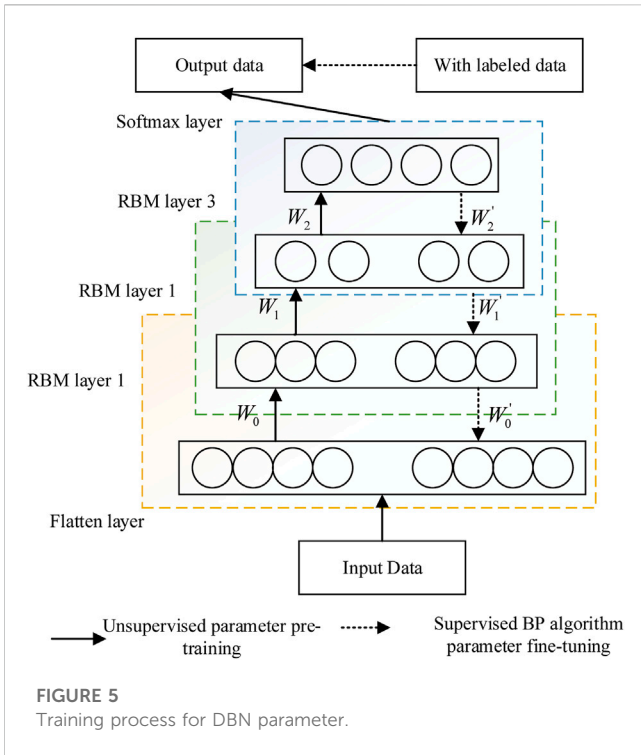 Output data
With labeled data
Softmax layer
RBM layer 3
W₂
W₂'
RBM layer 1
W₁
W₁'
RBM layer 1
W₀
W₀'
Flatten layer
Input Data
Unsupervised parameter pre-
training
Supervised BP algorithm
parameter fine-tuning
FIGURE 5
Training process for DBN parameter.